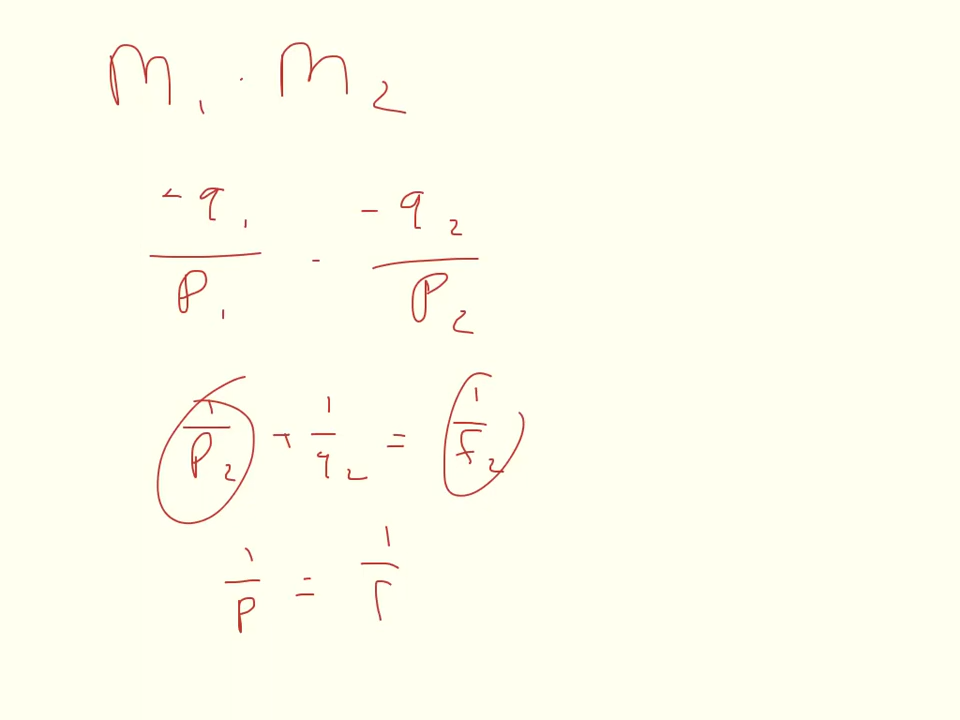 M₁ · M₂
-q₁/P₁ · -q₂/P₂
1/P₂ + 1/q₂ = 1/f₂
1/P = 1/f